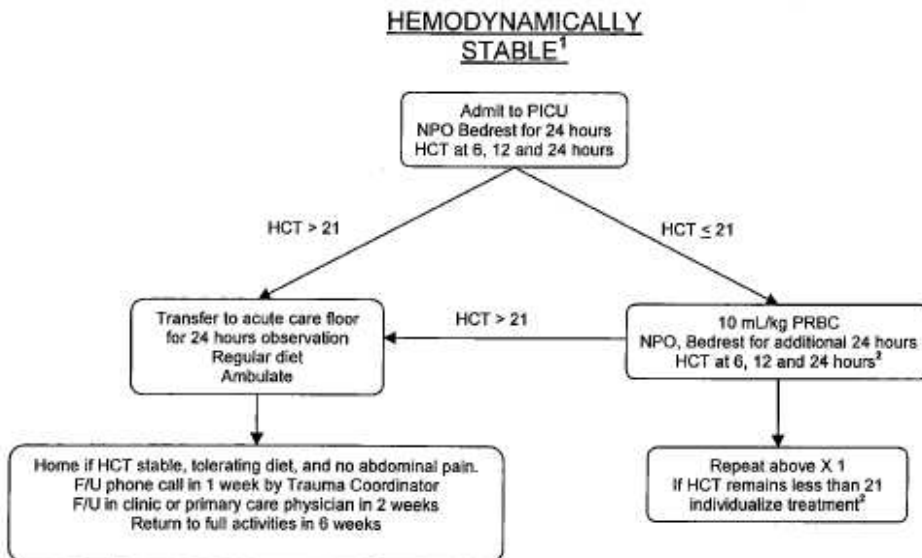 HEMODYNAMICALLY
STABLE¹
Admit to PICU
NPO Bedrest for 24 hours
HCT at 6, 12 and 24 hours
HCT > 21
HCT ≤ 21
Transfer to acute care floor
for 24 hours observation
Regular diet
Ambulate
HCT > 21
10 mL/kg PRBC
NPO, Bedrest for additional 24 hours
HCT at 6, 12 and 24 hours²
Home if HCT stable, tolerating diet, and no abdominal pain.
F/U phone call in 1 week by Trauma Coordinator
F/U in clinic or primary care physician in 2 weeks
Return to full activities in 6 weeks
Repeat above X 1
If HCT remains less than 21
individualize treatment²